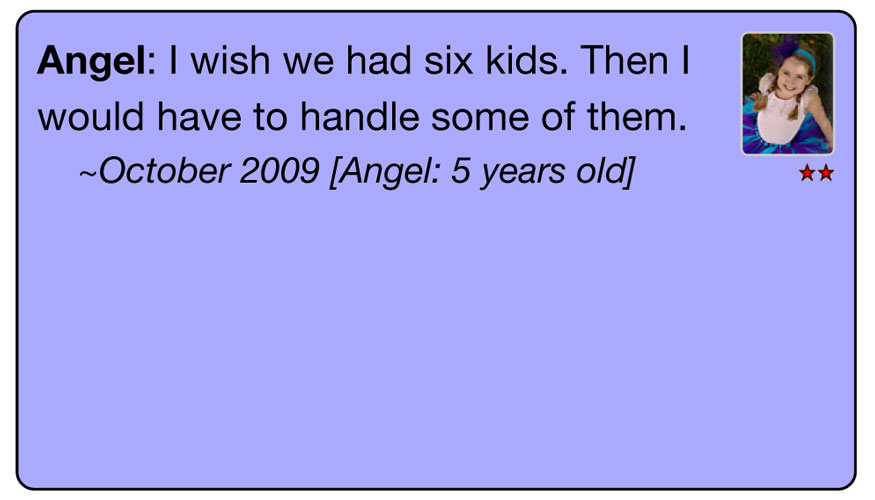 Angel: I wish we had six kids. Then I
would have to handle some of them.
~October 2009 [Angel: 5 years old]